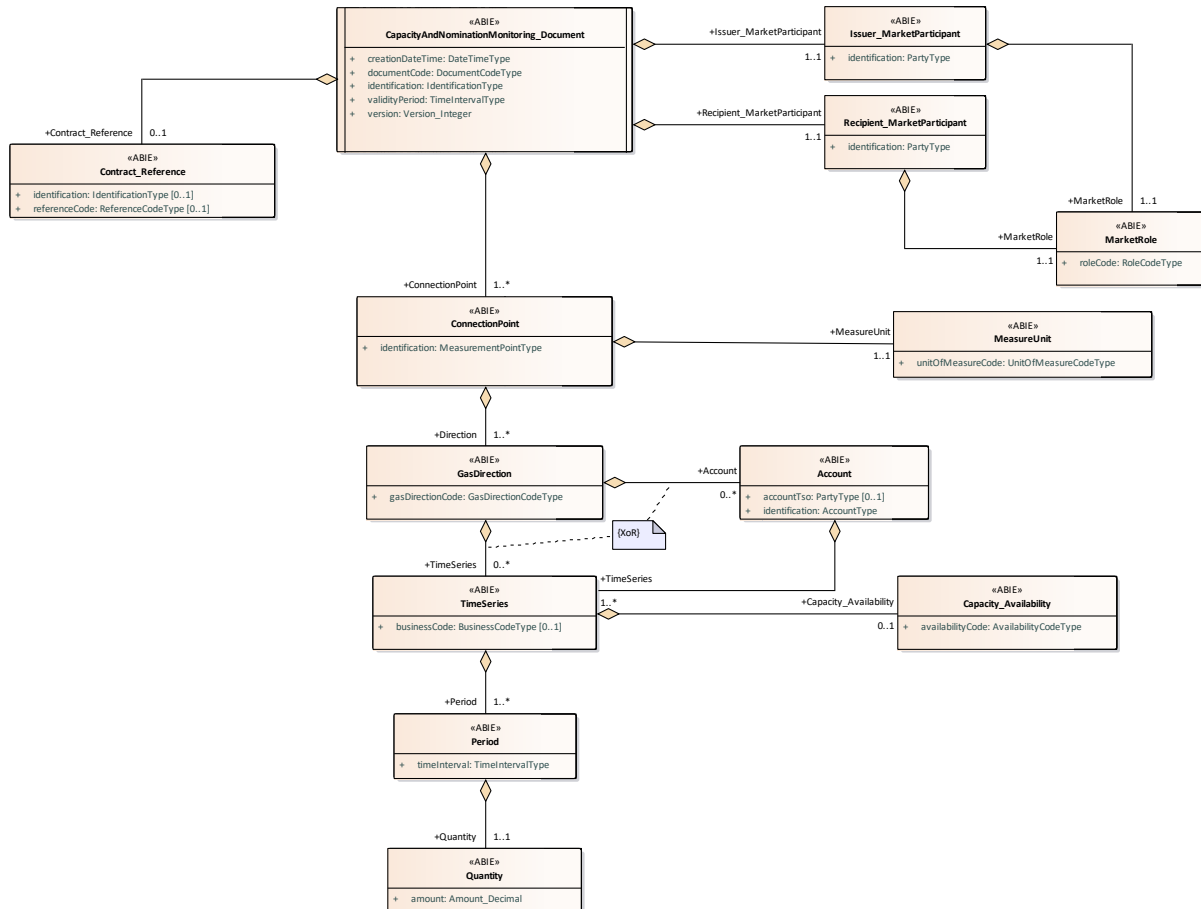 «ABIE»
CapacityAndNominationMonitoring_Document
+ creationDateTime: DateTimeType
+ documentCode: DocumentCodeType
+ identification: IdentificationType
+ validityPeriod: TimeIntervalType
+ version: Version_Integer
+Issuer_MarketParticipant
1..1
«ABIE»
Issuer_MarketParticipant
+ identification: PartyType
+Recipient_MarketParticipant
1..1
«ABIE»
Recipient_MarketParticipant
+ identification: PartyType
+Contract_Reference 0..1
«ABIE»
Contract_Reference
+ identification: IdentificationType [0..1]
+ referenceCode: ReferenceCodeType [0..1]
+MarketRole 1..1
+MarketRole
1..1
«ABIE»
MarketRole
+ roleCode: RoleCodeType
+ConnectionPoint 1..*
«ABIE»
ConnectionPoint
+ identification: MeasurementPointType
+MeasureUnit
1..1
«ABIE»
MeasureUnit
+ unitOfMeasureCode: UnitOfMeasureCodeType
+Direction 1..*
«ABIE»
GasDirection
+ gasDirectionCode: GasDirectionCodeType
+Account
0..*
«ABIE»
Account
+ accountTso: PartyType [0..1]
+ identification: AccountType
{XoR}
+TimeSeries 0..*
+TimeSeries
1..*
«ABIE»
TimeSeries
+ businessCode: BusinessCodeType [0..1]
+Capacity_Availability
0..1
«ABIE»
Capacity_Availability
+ availabilityCode: AvailabilityCodeType
+Period 1..*
«ABIE»
Period
+ timeInterval: TimeIntervalType
+Quantity 1..1
«ABIE»
Quantity
+ amount: Amount_Decimal